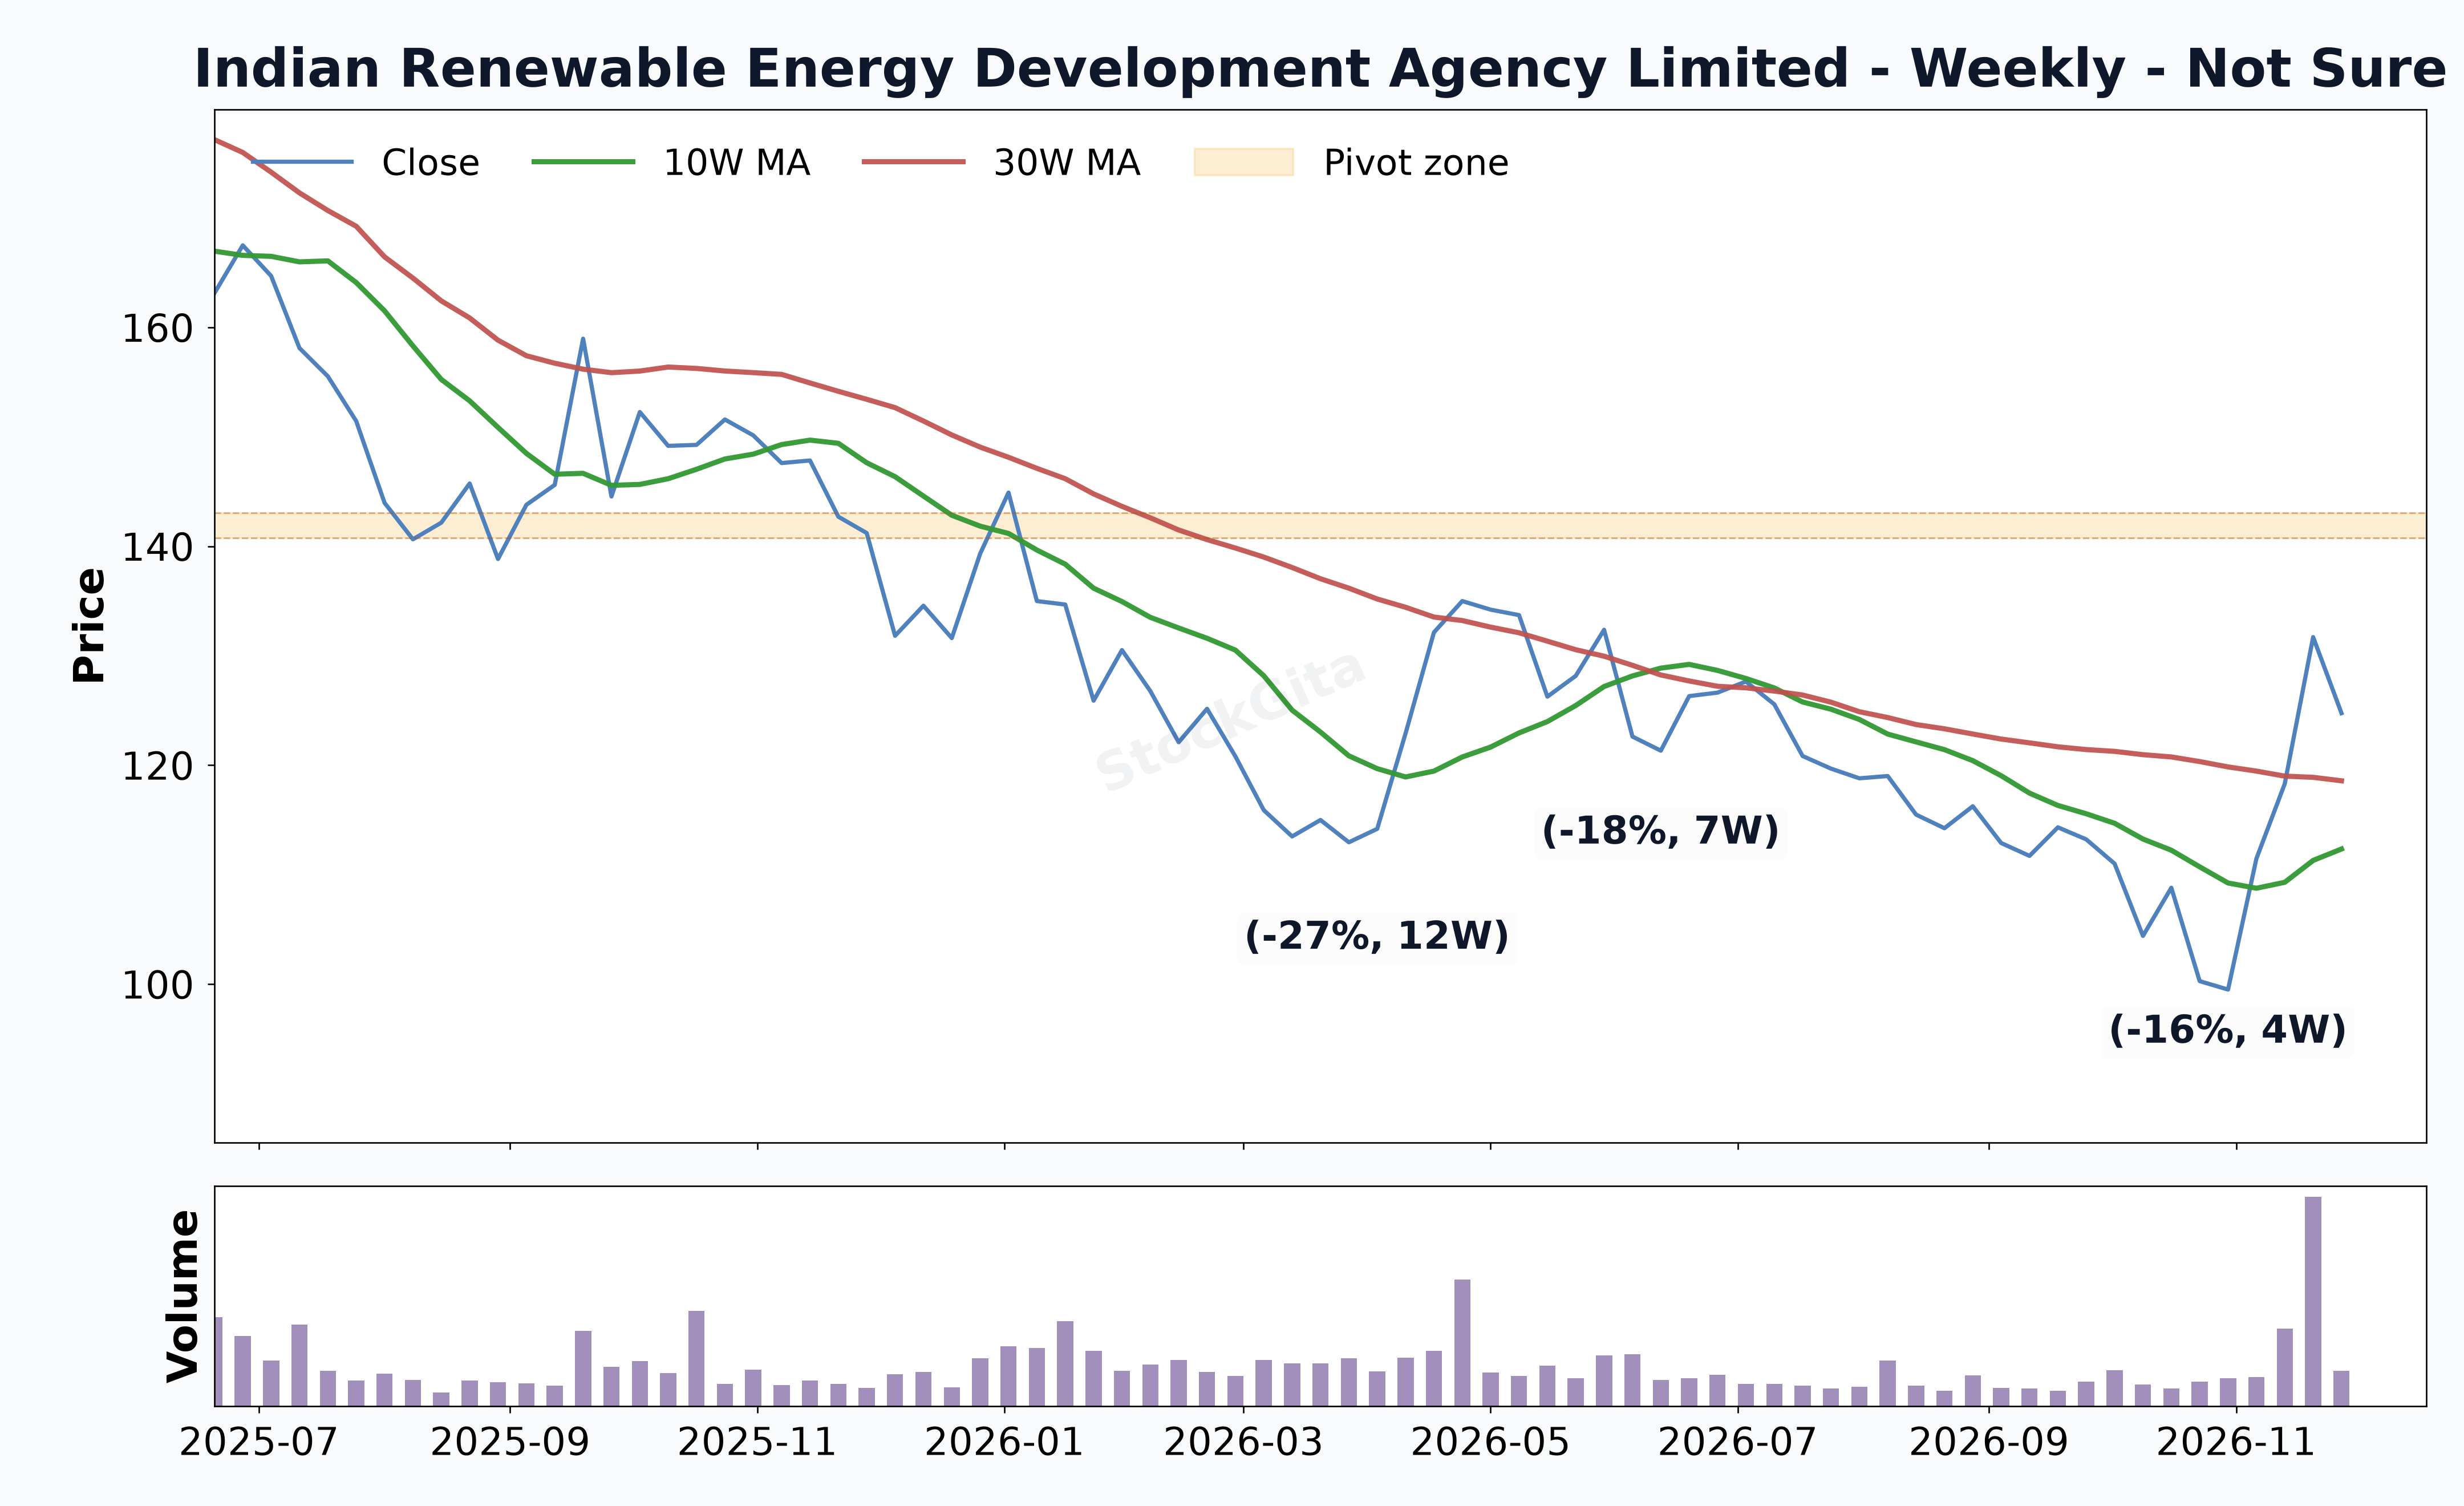 Indian Renewable Energy Development Agency Limited - Weekly - Not Sure
Close 10W MA 30W MA Pivot zone
Price
160
140
120
100
StockGita
(-18%, 7W)
(-27%, 12W)
(-16%, 4W)
Volume
2025-07 2025-09 2025-11 2026-01 2026-03 2026-05 2026-07 2026-09 2026-11